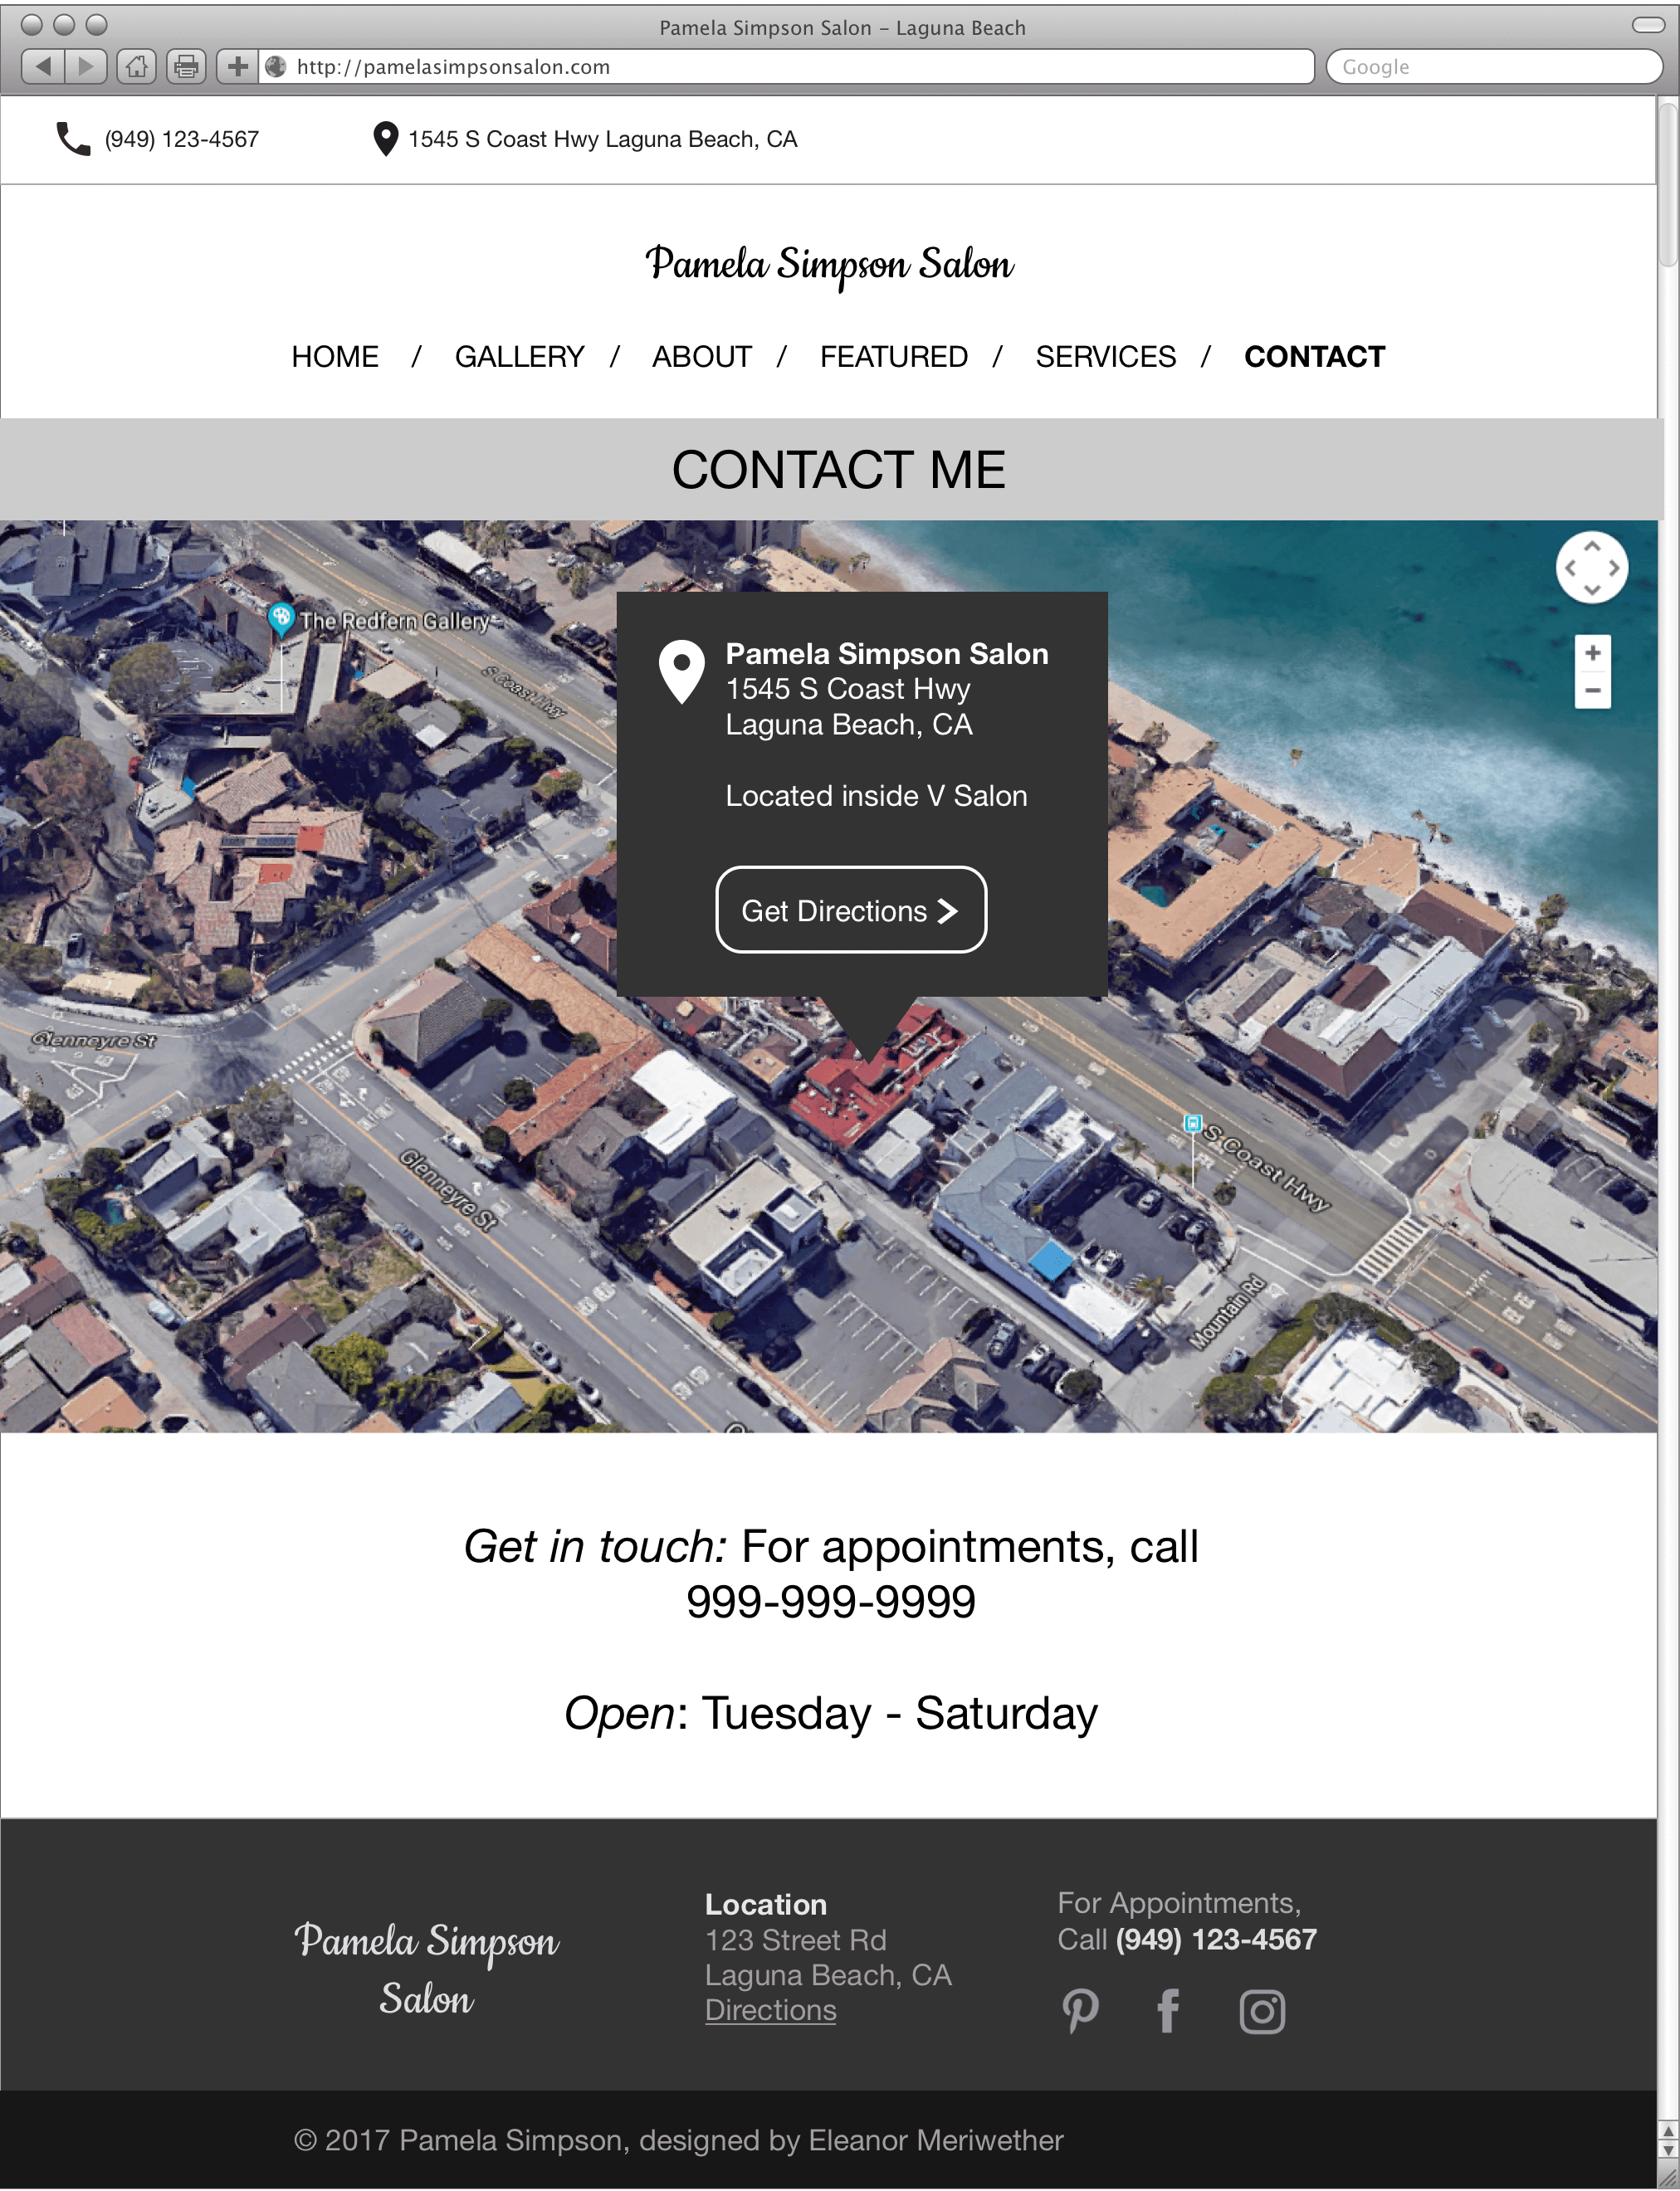 Pamela Simpson Salon – Laguna Beach
http://pamelasimpsonsalon.com
Google
(949) 123-4567
1545 S Coast Hwy Laguna Beach, CA
Pamela Simpson Salon
HOME / GALLERY / ABOUT / FEATURED / SERVICES / CONTACT
CONTACT ME
The Redfern Gallery
S Coast Hwy
Pamela Simpson Salon
1545 S Coast Hwy
Laguna Beach, CA
Located inside V Salon
Get Directions
Glenneyre St
Glenneyre St
S Coast Hwy
Mountain Rd
Get in touch: For appointments, call
999-999-9999
Open: Tuesday - Saturday
Pamela Simpson
Salon
Location
123 Street Rd
Laguna Beach, CA
Directions
For Appointments,
Call (949) 123-4567
© 2017 Pamela Simpson, designed by Eleanor Meriwether